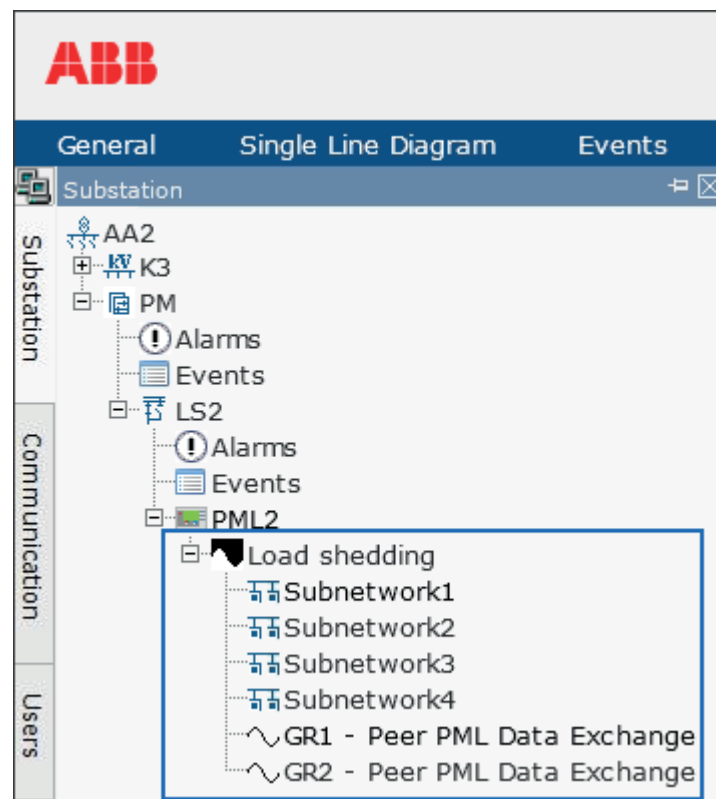 ABB
General Single Line Diagram Events
Substation
Substation
Communication
Users
AA2
kV K3
PM
Alarms
Events
LS2
Alarms
Events
PML2
Load shedding
Subnetwork1
Subnetwork2
Subnetwork3
Subnetwork4
GR1 - Peer PML Data Exchange
GR2 - Peer PML Data Exchange